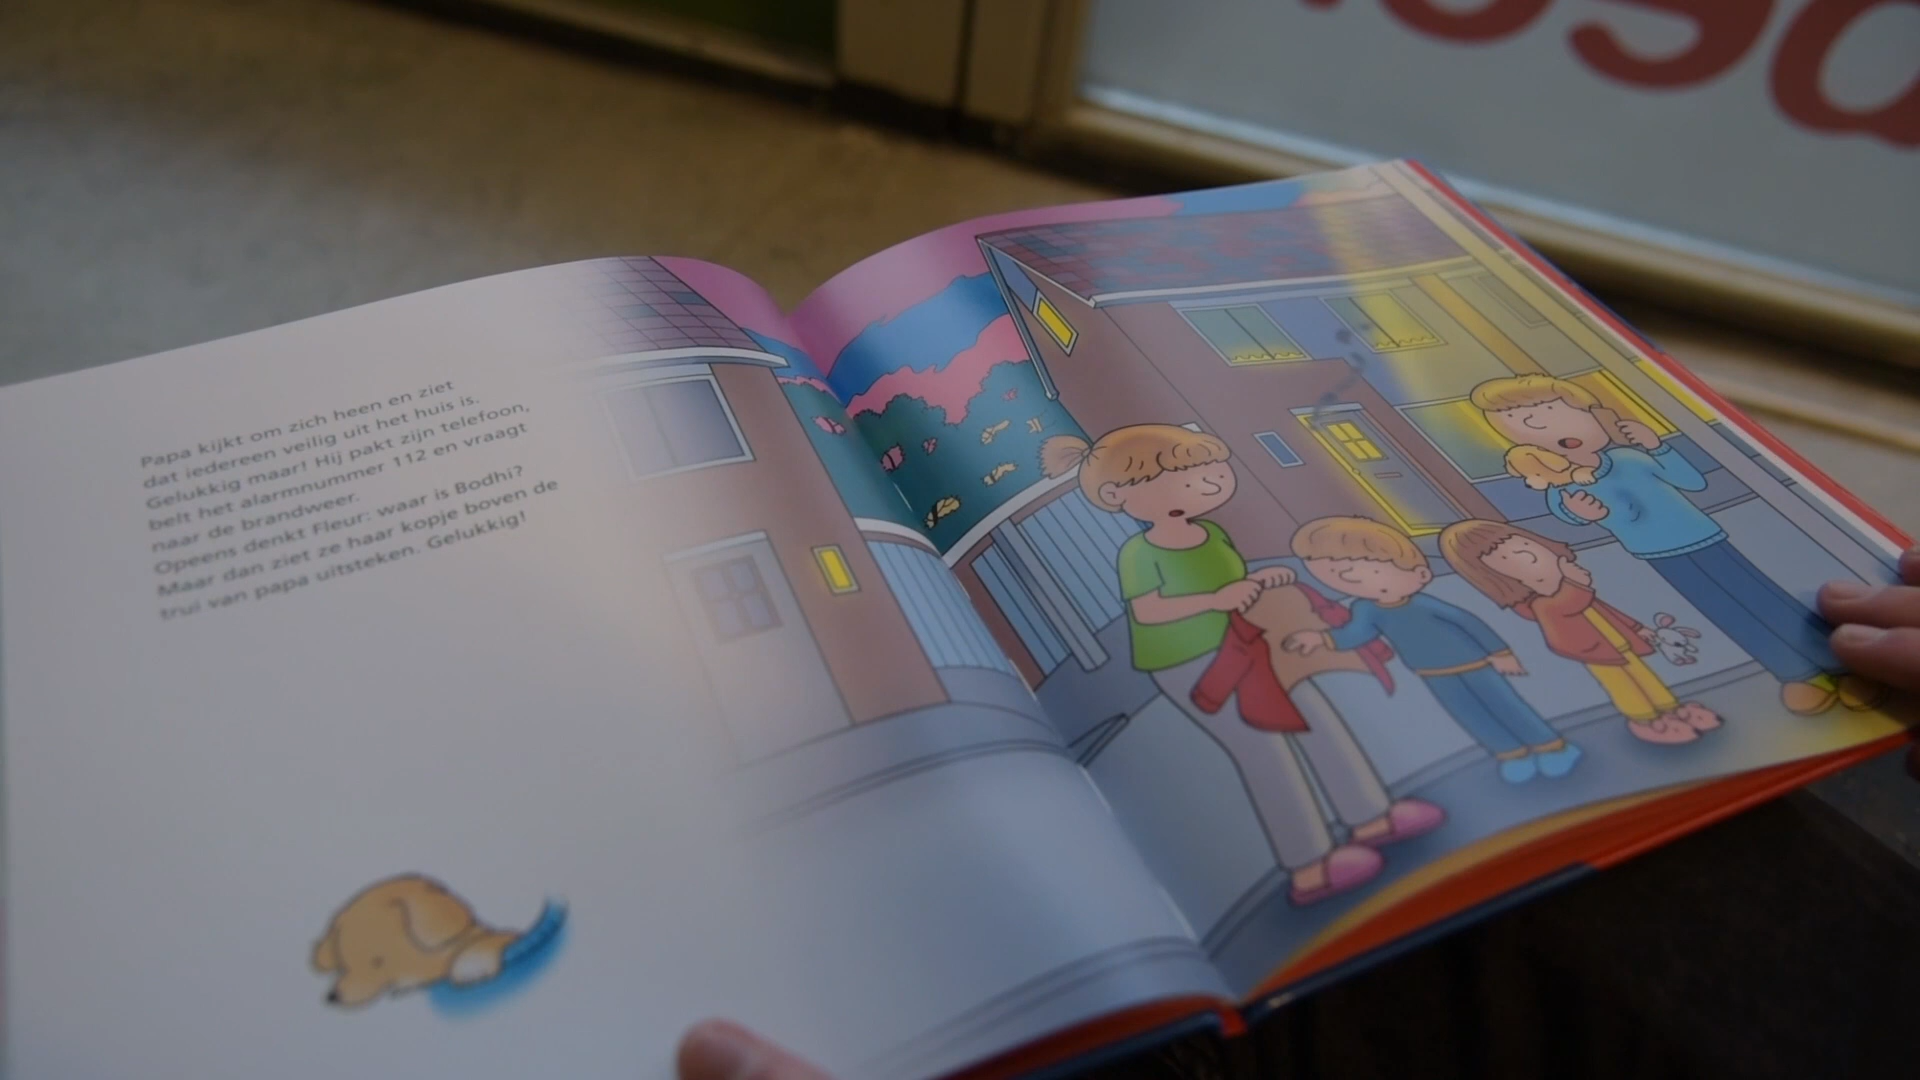 Papa kijkt om zich heen en ziet
dat iedereen veilig uit het huis is.
Gelukkig maar! Hij pakt zijn telefoon,
belt het alarmnummer 112 en vraagt
naar de brandweer.
Opeens denkt Fleur: waar is Bodhi?
Maar dan ziet ze haar kopje boven de
trui van papa uitsteken. Gelukkig!